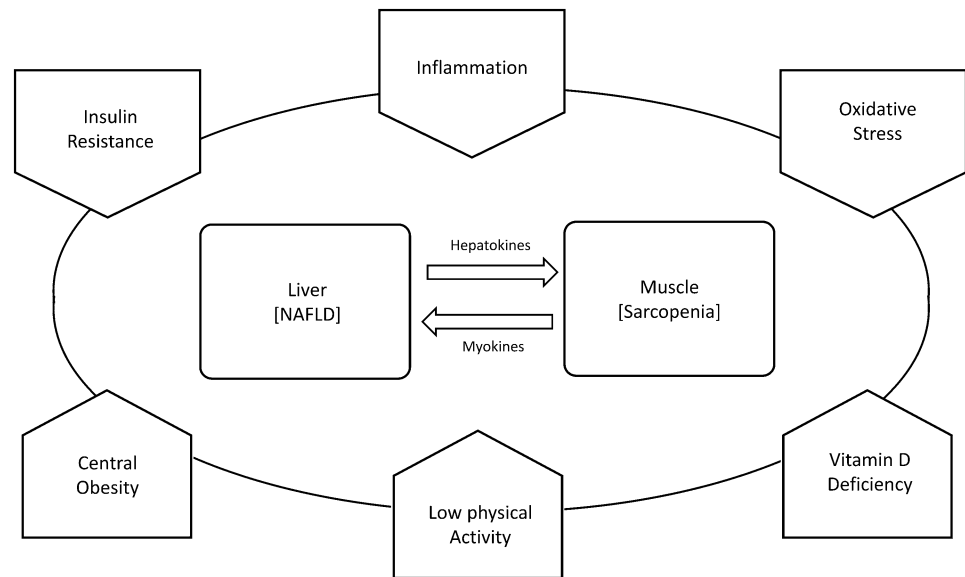 Inflammation
Insulin
Resistance
Oxidative
Stress
Hepatokines
Liver
[NAFLD]
Muscle
[Sarcopenia]
Myokines
Central
Obesity
Low physical
Activity
Vitamin D
Deficiency